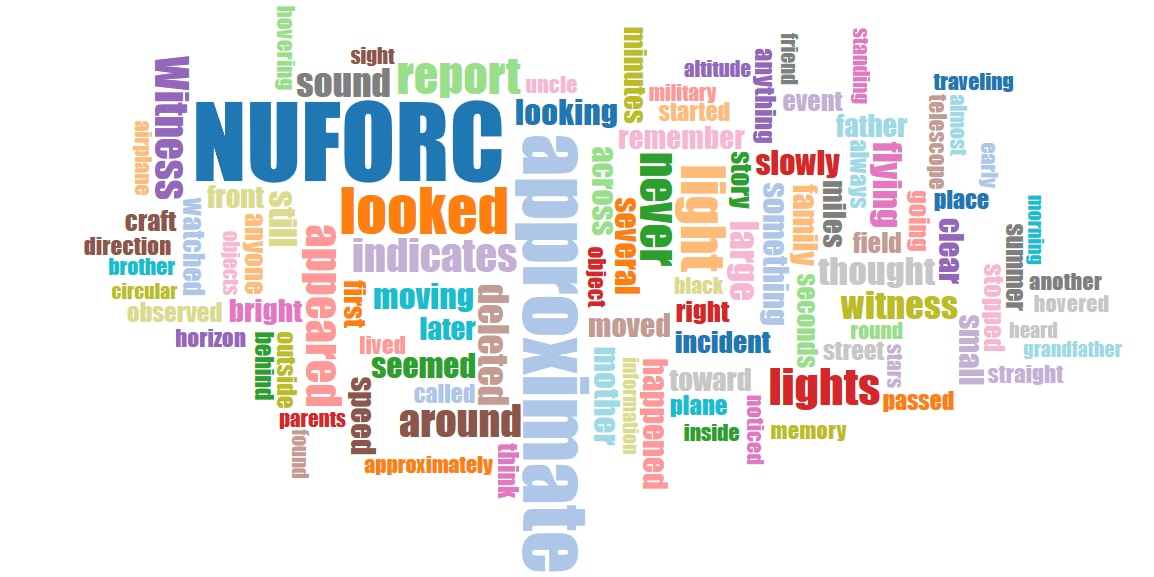 hovering
sight
sound
report
uncle
Witness
NUFORC
looking
airplane
approximate
minutes
altitude
anything
friend
standing
traveling
military
started
event
remember
father
telescope
almost
early
across
never
light
story
slowly
always
flying
place
front
still
looked
craft
direction
brother
circular
watched
objects
anyone
observed
bright
horizon
appeared
indicates
first
moving
later
deleted
lived
seemed
called
behind
outside
parents
found
speed
around
approximately
think
several
object
large
something
family
miles
field
going
clear
morning
summer
another
hovered
heard
grandfather
black
right
moved
incident
thought
seconds
witness
round
street
stars
small
stopped
straight
mother
information
happened
toward
plane
inside
noticed
lights
passed
memory